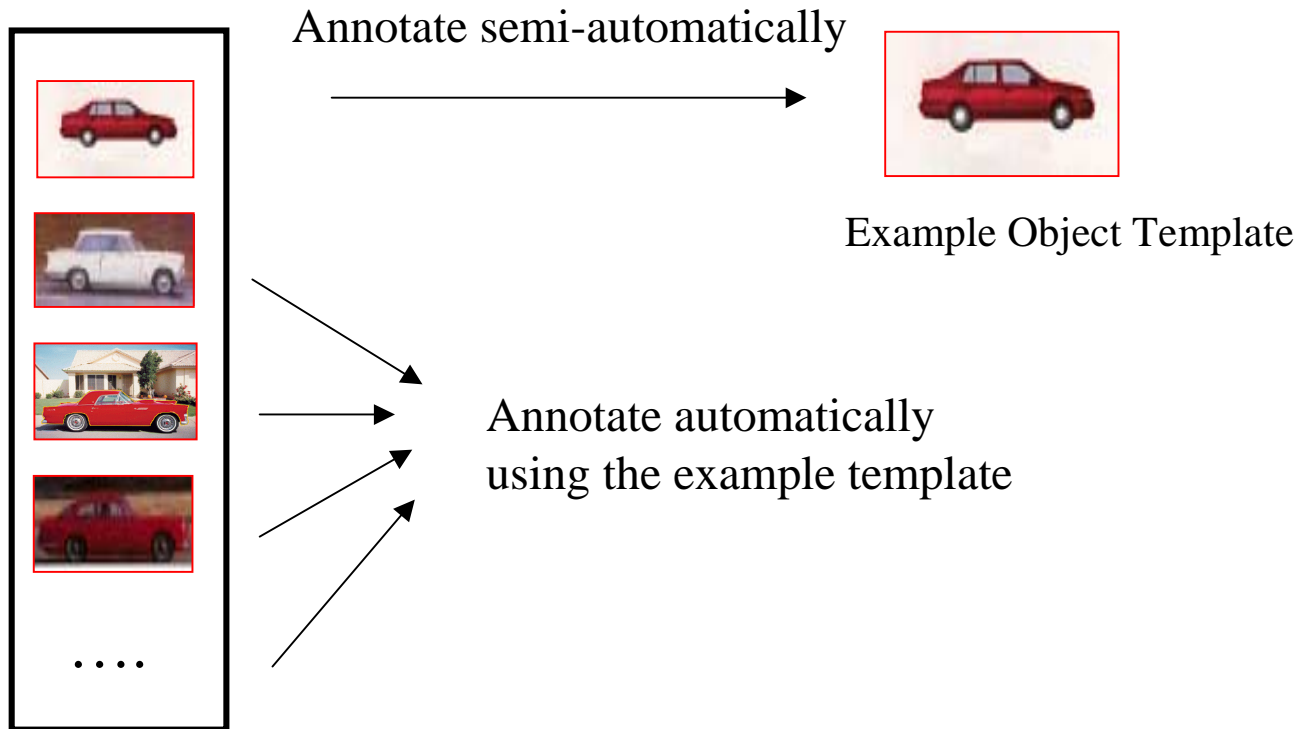 Annotate semi-automatically
Example Object Template
Annotate automatically
using the example template
. . . .